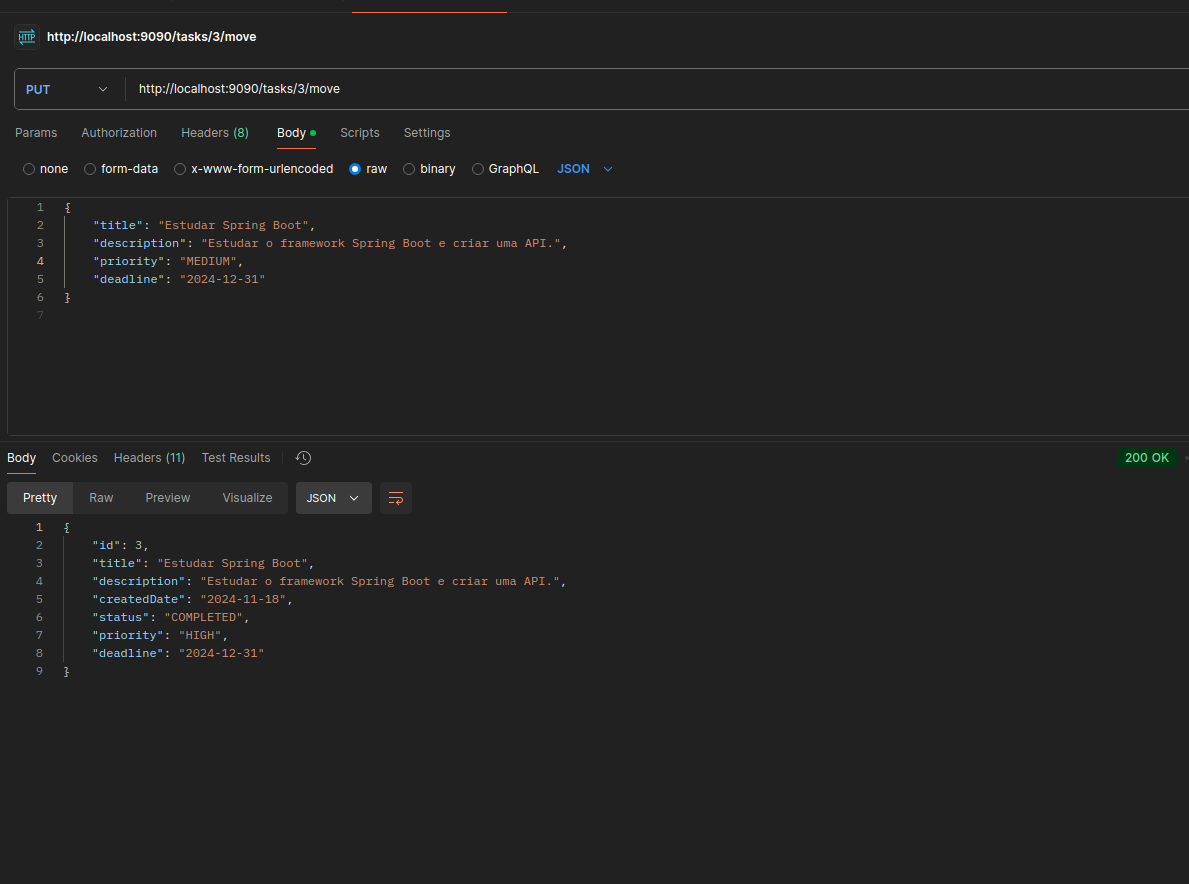 HTTP http://localhost:9090/tasks/3/move
PUT http://localhost:9090/tasks/3/move
Params Authorization Headers (8) Body Scripts Settings
none form-data x-www-form-urlencoded raw binary GraphQL JSON
1 {
2 "title": "Estudar Spring Boot",
3 "description": "Estudar o framework Spring Boot e criar uma API.",
4 "priority": "MEDIUM",
5 "deadline": "2024-12-31"
6 }
7
Body Cookies Headers (11) Test Results 200 OK
Pretty Raw Preview Visualize JSON
1 {
2 "id": 3,
3 "title": "Estudar Spring Boot",
4 "description": "Estudar o framework Spring Boot e criar uma API.",
5 "createdDate": "2024-11-18",
6 "status": "COMPLETED",
7 "priority": "HIGH",
8 "deadline": "2024-12-31"
9 }